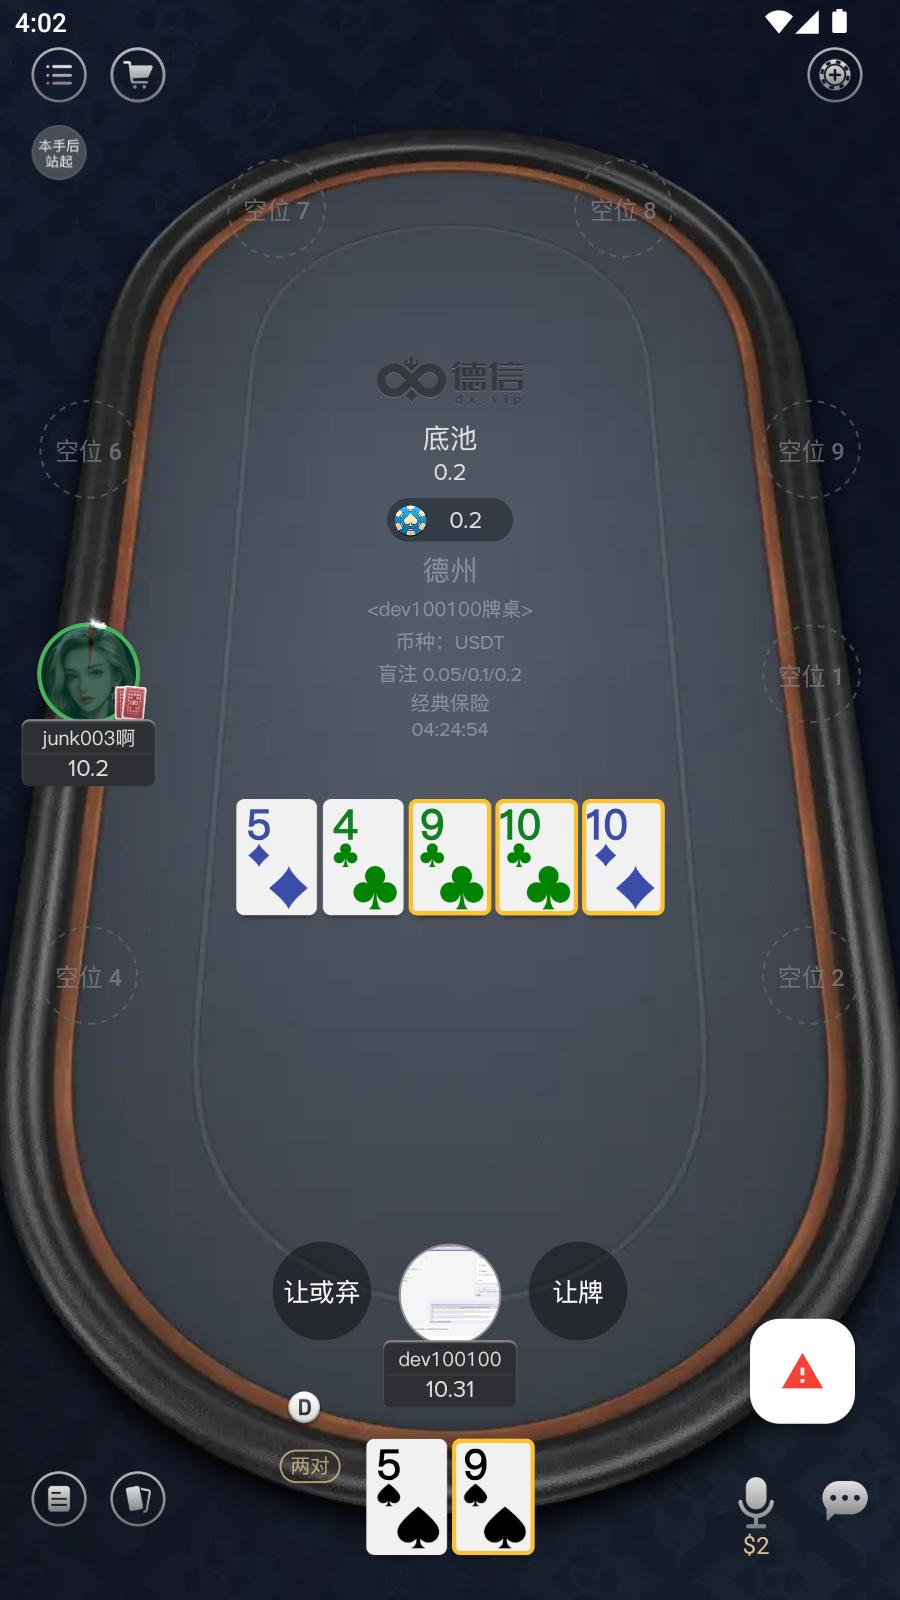 4:02
本手后
站起
空位 7
空位 8
德信
dx.vip
底池
0.2
空位 6
空位 9
0.2
德州
<dev100100牌桌>
币种：USDT
空位 1
盲注 0.05/0.1/0.2
经典保险
04:24:54
junk003啊
10.2
5
4
9
10
10
空位 4
空位 2
让或弃
让牌
dev100100
10.31
D
两对
5
9
$2